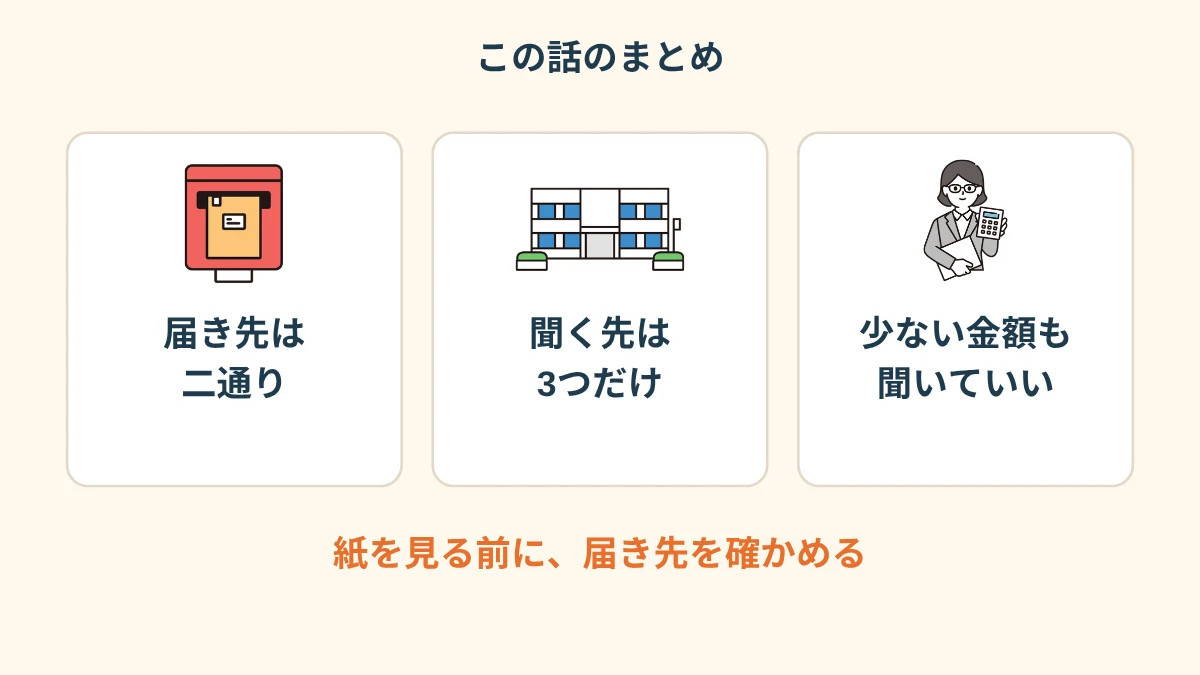 この話のまとめ
届き先は
二通り
聞く先は
3つだけ
少ない金額も
聞いていい
紙を見る前に、届き先を確かめる